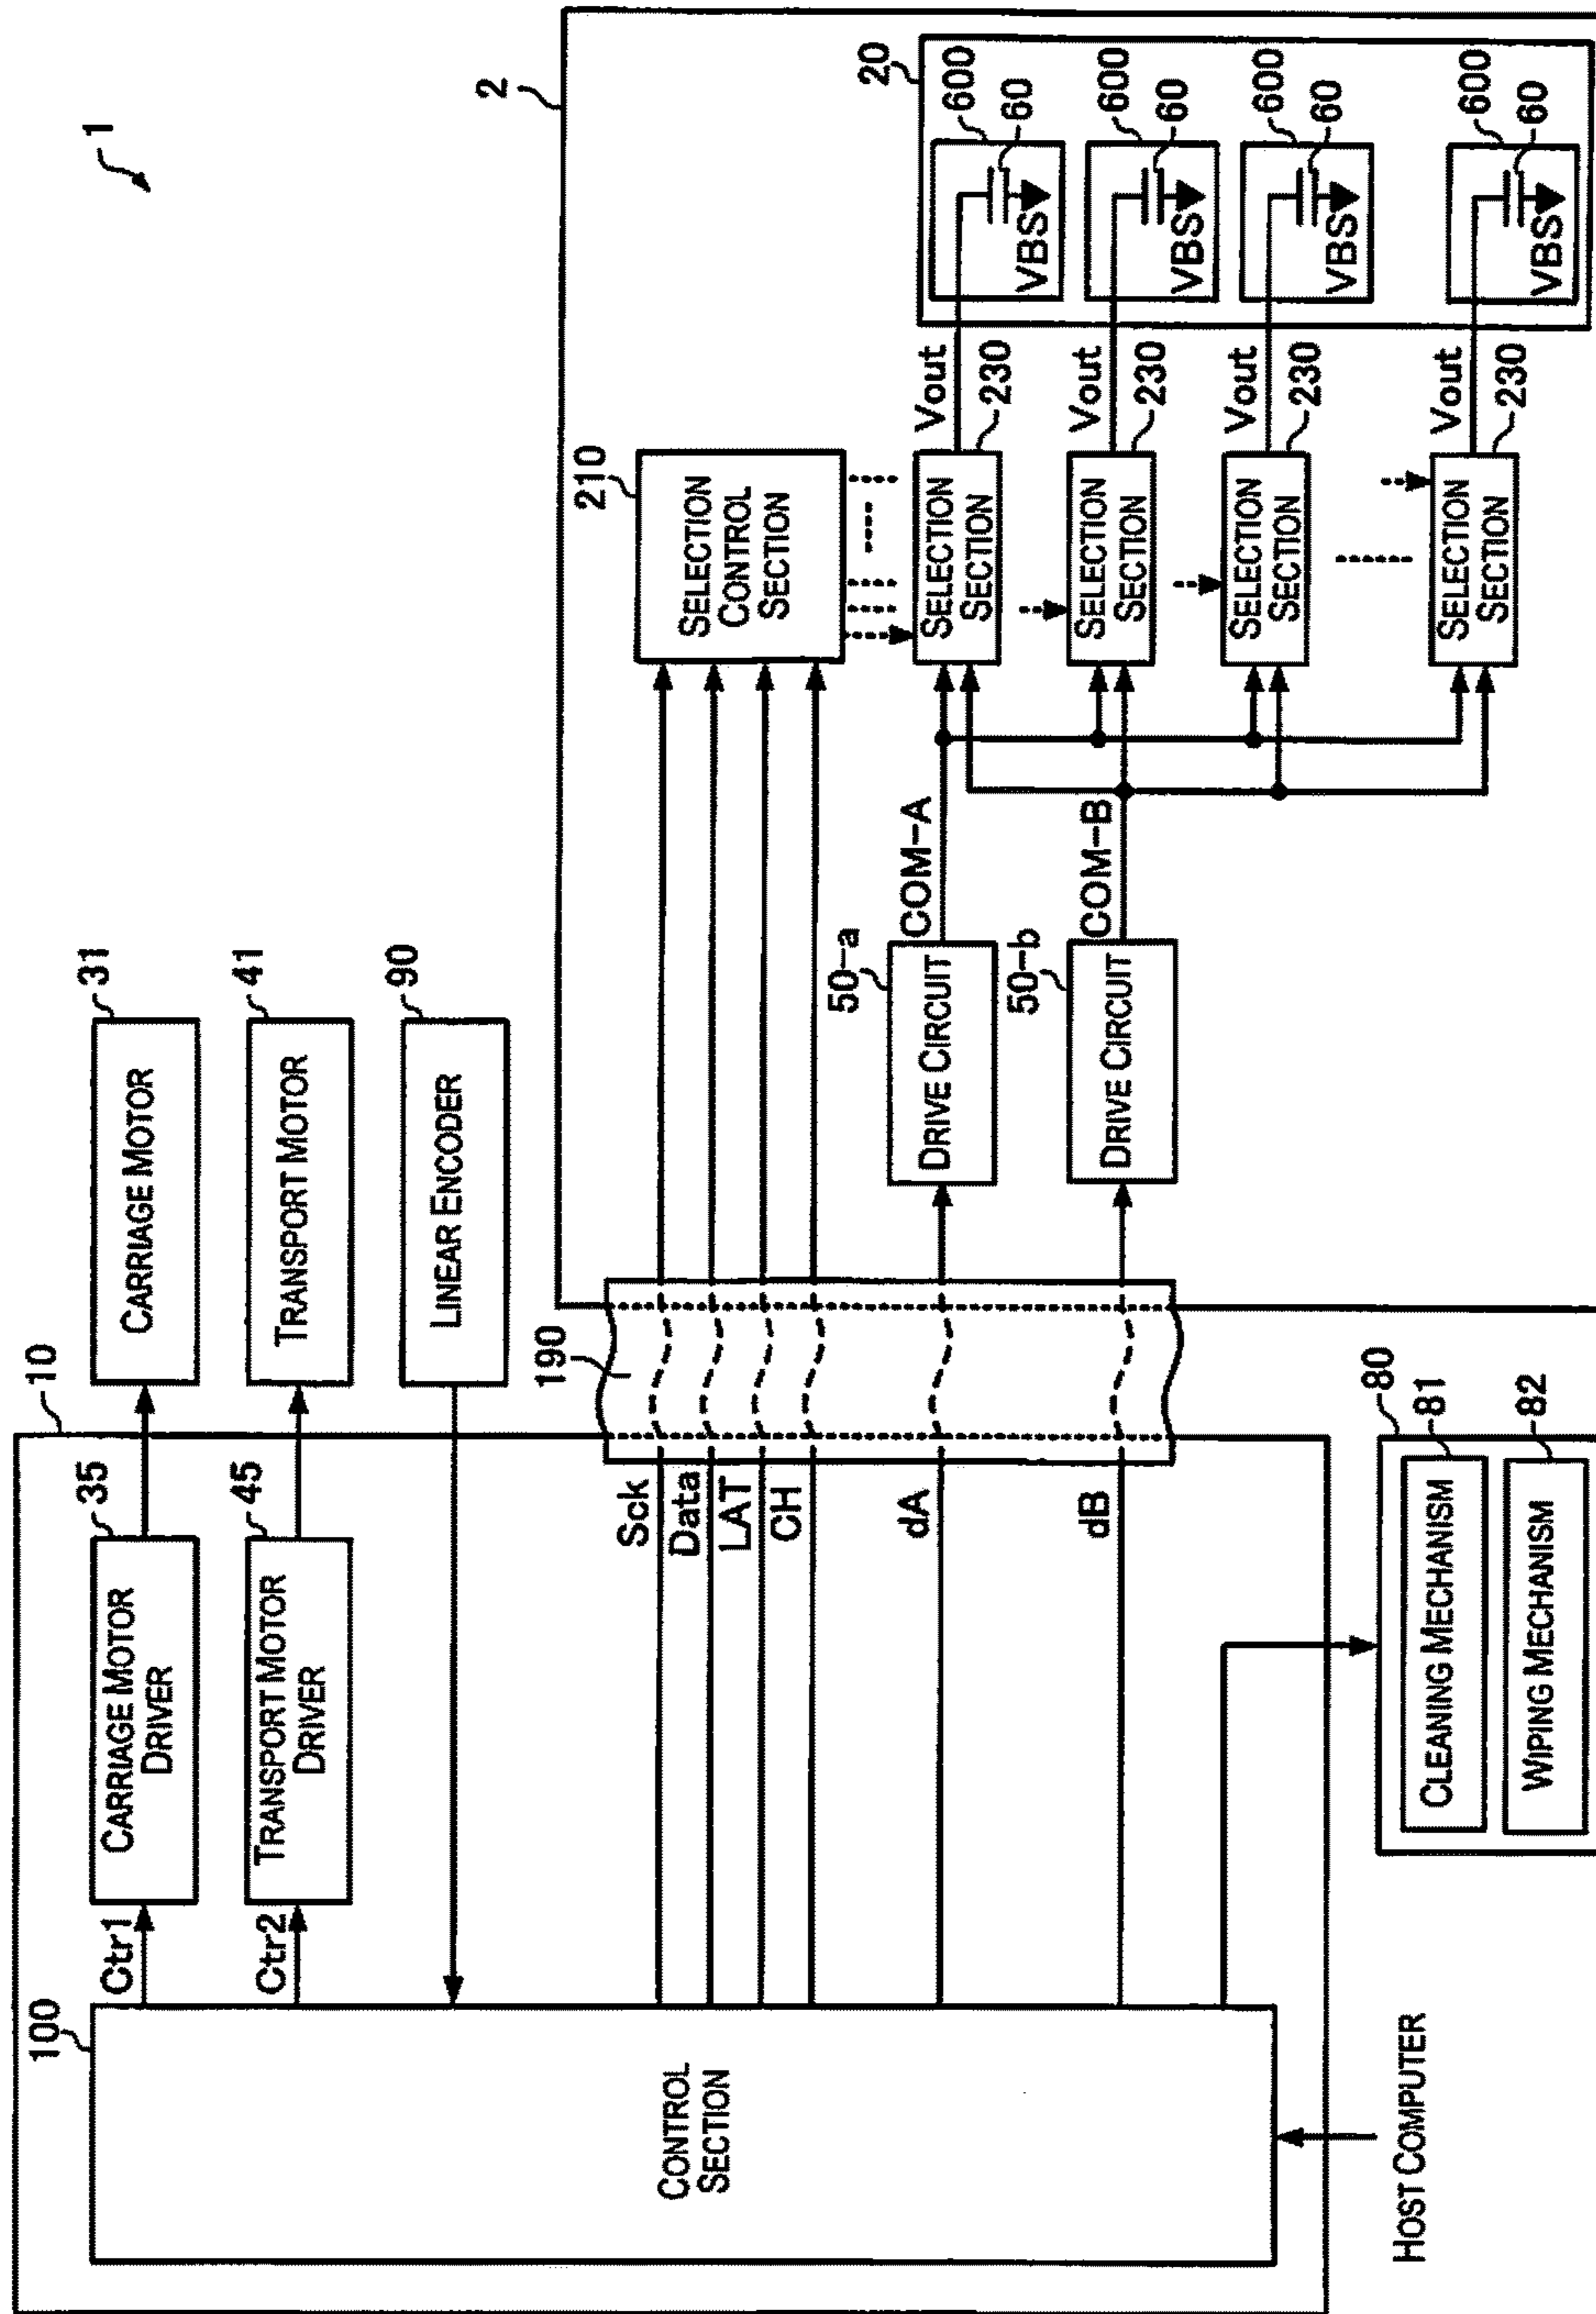 1
2
10
100
Ctr1
CARRIAGE MOTOR
DRIVER
35
CARRIAGE MOTOR
31
Ctr2
TRANSPORT MOTOR
DRIVER
45
TRANSPORT MOTOR
41
LINEAR ENCODER
90
CONTROL
SECTION
Sck
Data
LAT
CH
dA
dB
190
HOST COMPUTER
80
CLEANING MECHANISM
81
WIPING MECHANISM
82
210
SELECTION
CONTROL
SECTION
50-a
DRIVE CIRCUIT
COM-A
50-b
DRIVE CIRCUIT
COM-B
SELECTION
SECTION
230
Vout
SELECTION
SECTION
230
Vout
SELECTION
SECTION
230
Vout
SELECTION
SECTION
230
Vout
20
600
60
VBS
600
60
VBS
600
60
VBS
600
60
VBS